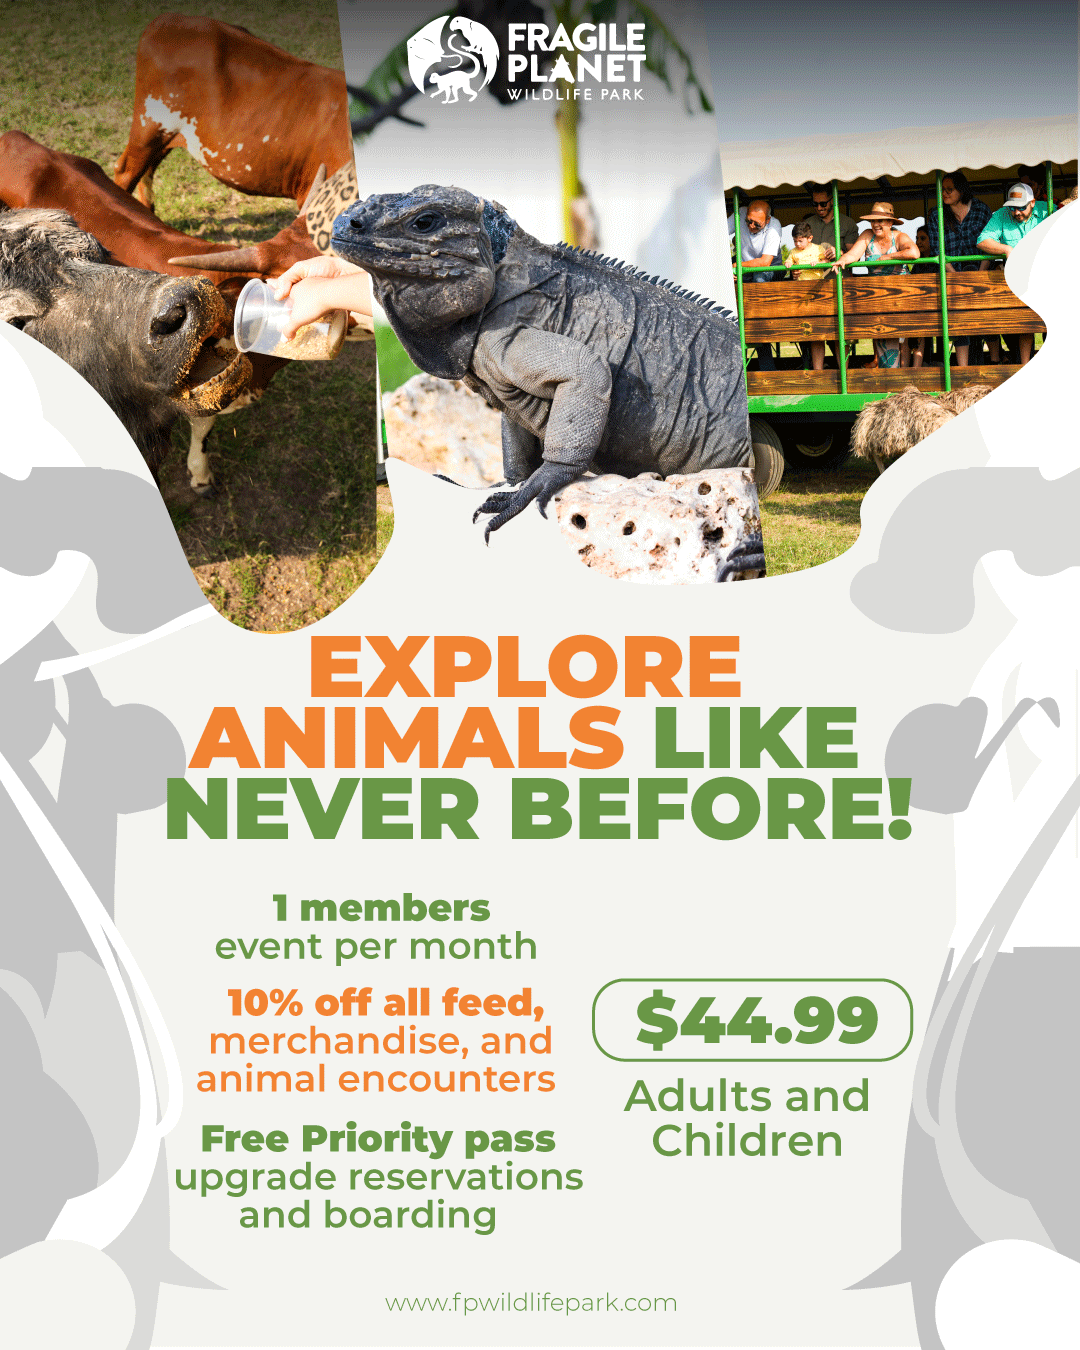 FRAGILE
PLANET
WILDLIFE PARK
EXPLORE
ANIMALS LIKE
NEVER BEFORE!
1 members
event per month
10% off all feed,
merchandise, and
animal encounters
Free Priority pass
upgrade reservations
and boarding
$44.99
Adults and
Children
www.fpwildlifepark.com